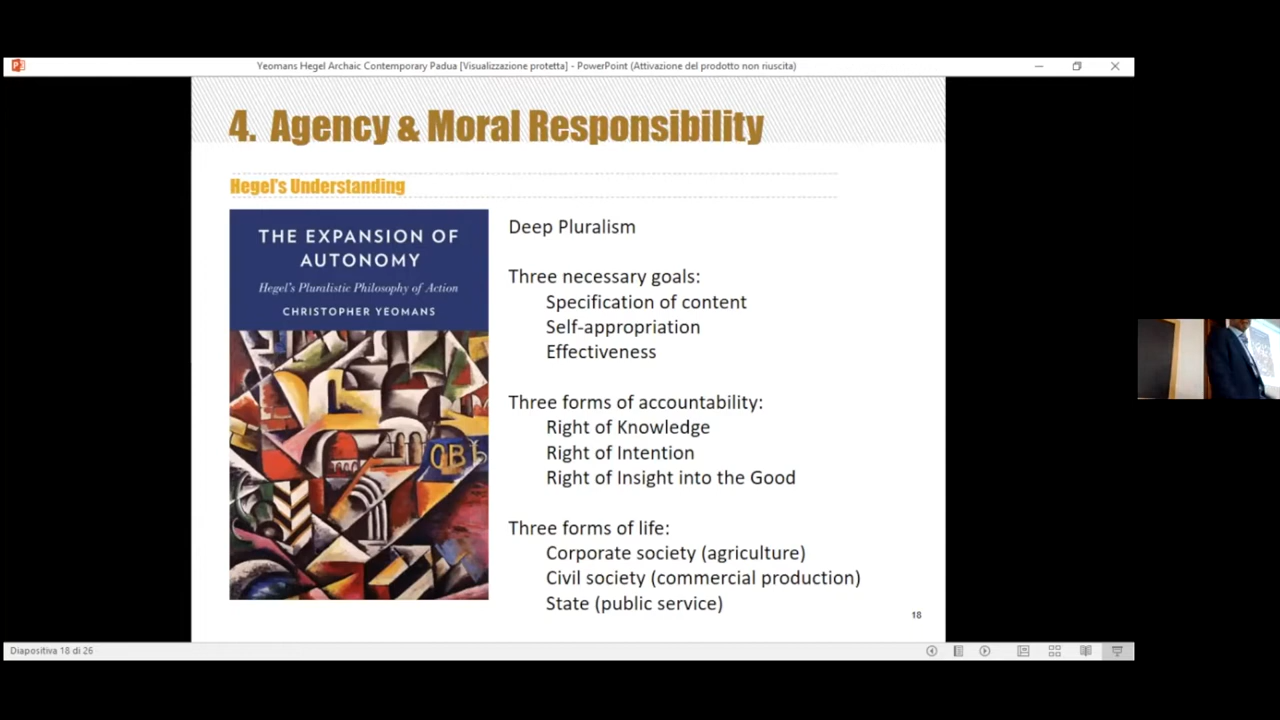 Yeomans Hegel Archaic Contemporary Padua [Visualizzazione protetta] - PowerPoint (Attivazione del prodotto non riuscita)
4. Agency & Moral Responsibility
Hegel's Understanding
THE EXPANSION OF
AUTONOMY
Hegel's Pluralistic Philosophy of Action
CHRISTOPHER YEOMANS
Deep Pluralism
Three necessary goals:
Specification of content
Self-appropriation
Effectiveness
Three forms of accountability:
Right of Knowledge
Right of Intention
Right of Insight into the Good
Three forms of life:
Corporate society (agriculture)
Civil society (commercial production)
State (public service)
18
Diapositiva 18 di 26